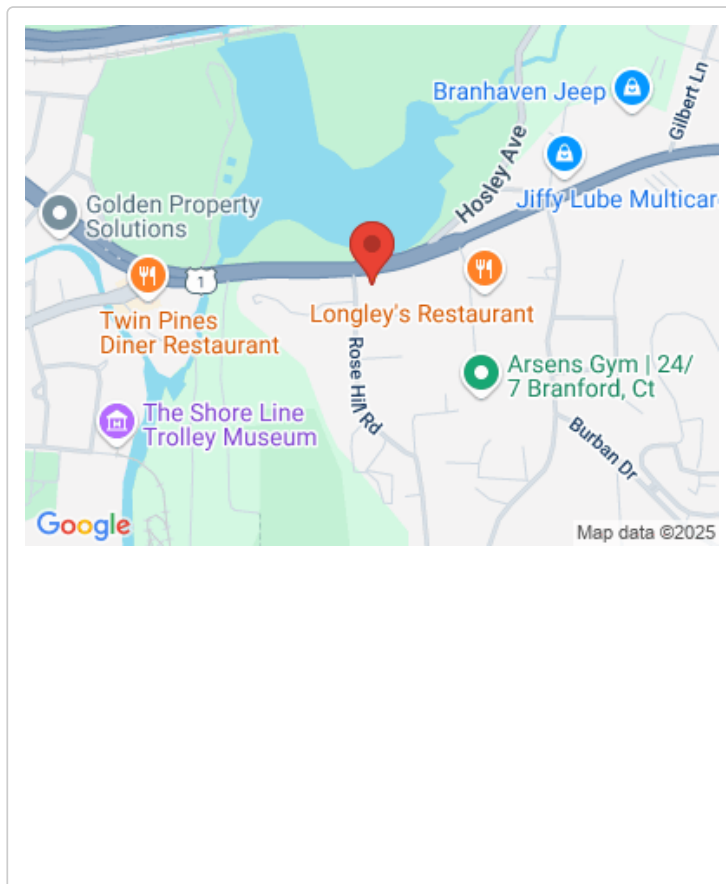 Branhaven Jeep
Gilbert Ln
Hosley Ave
Jiffy Lube Multicar
Golden Property
Solutions
1
Twin Pines
Diner Restaurant
Longley's Restaurant
Rose Hill Rd
Arsens Gym | 24/
7 Branford, Ct
The Shore Line
Trolley Museum
Burban Dr
Google
Map data ©2025